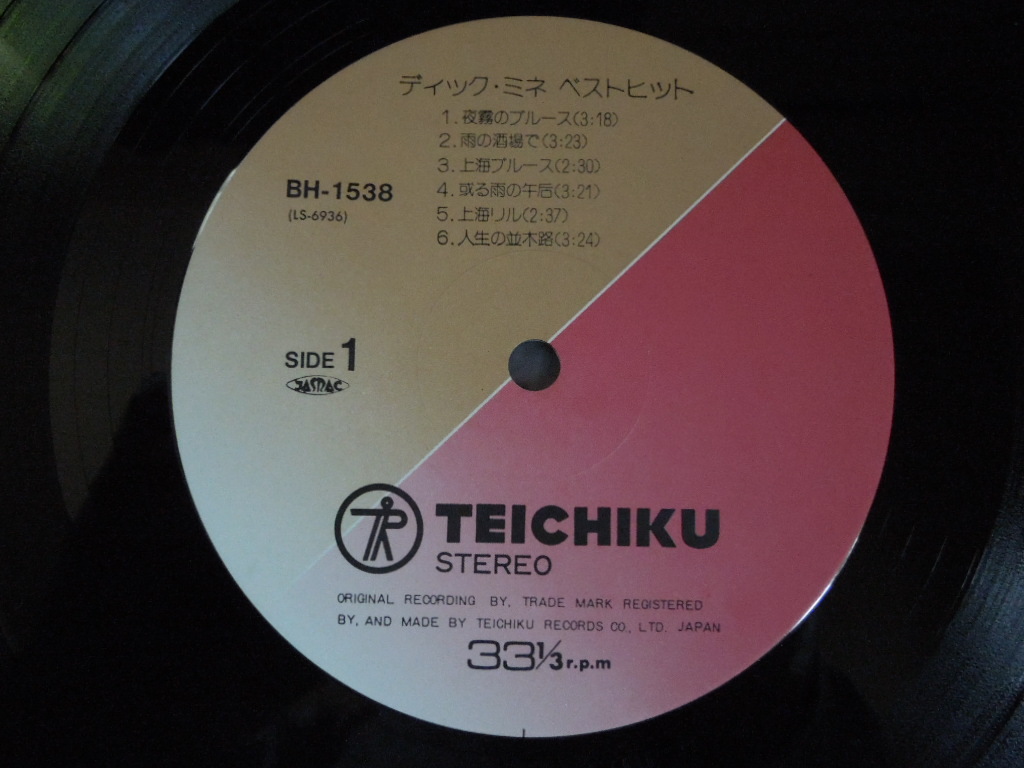 ディック・ミネ ベストヒット
1.夜霧のブルース(3:18)
2.雨の酒場で(3:23)
3.上海ブルース(2:30)
4.或る雨の午后(3:21)
5.上海リル(2:37)
6.人生の並木路(3:24)
BH-1538
(LS-6936)
SIDE 1
JASRAC
TEICHIKU
STEREO
ORIGINAL RECORDING BY, TRADE MARK REGISTERED
BY, AND MADE BY TEICHIKU RECORDS CO., LTD. JAPAN
33 1/3 r.p.m